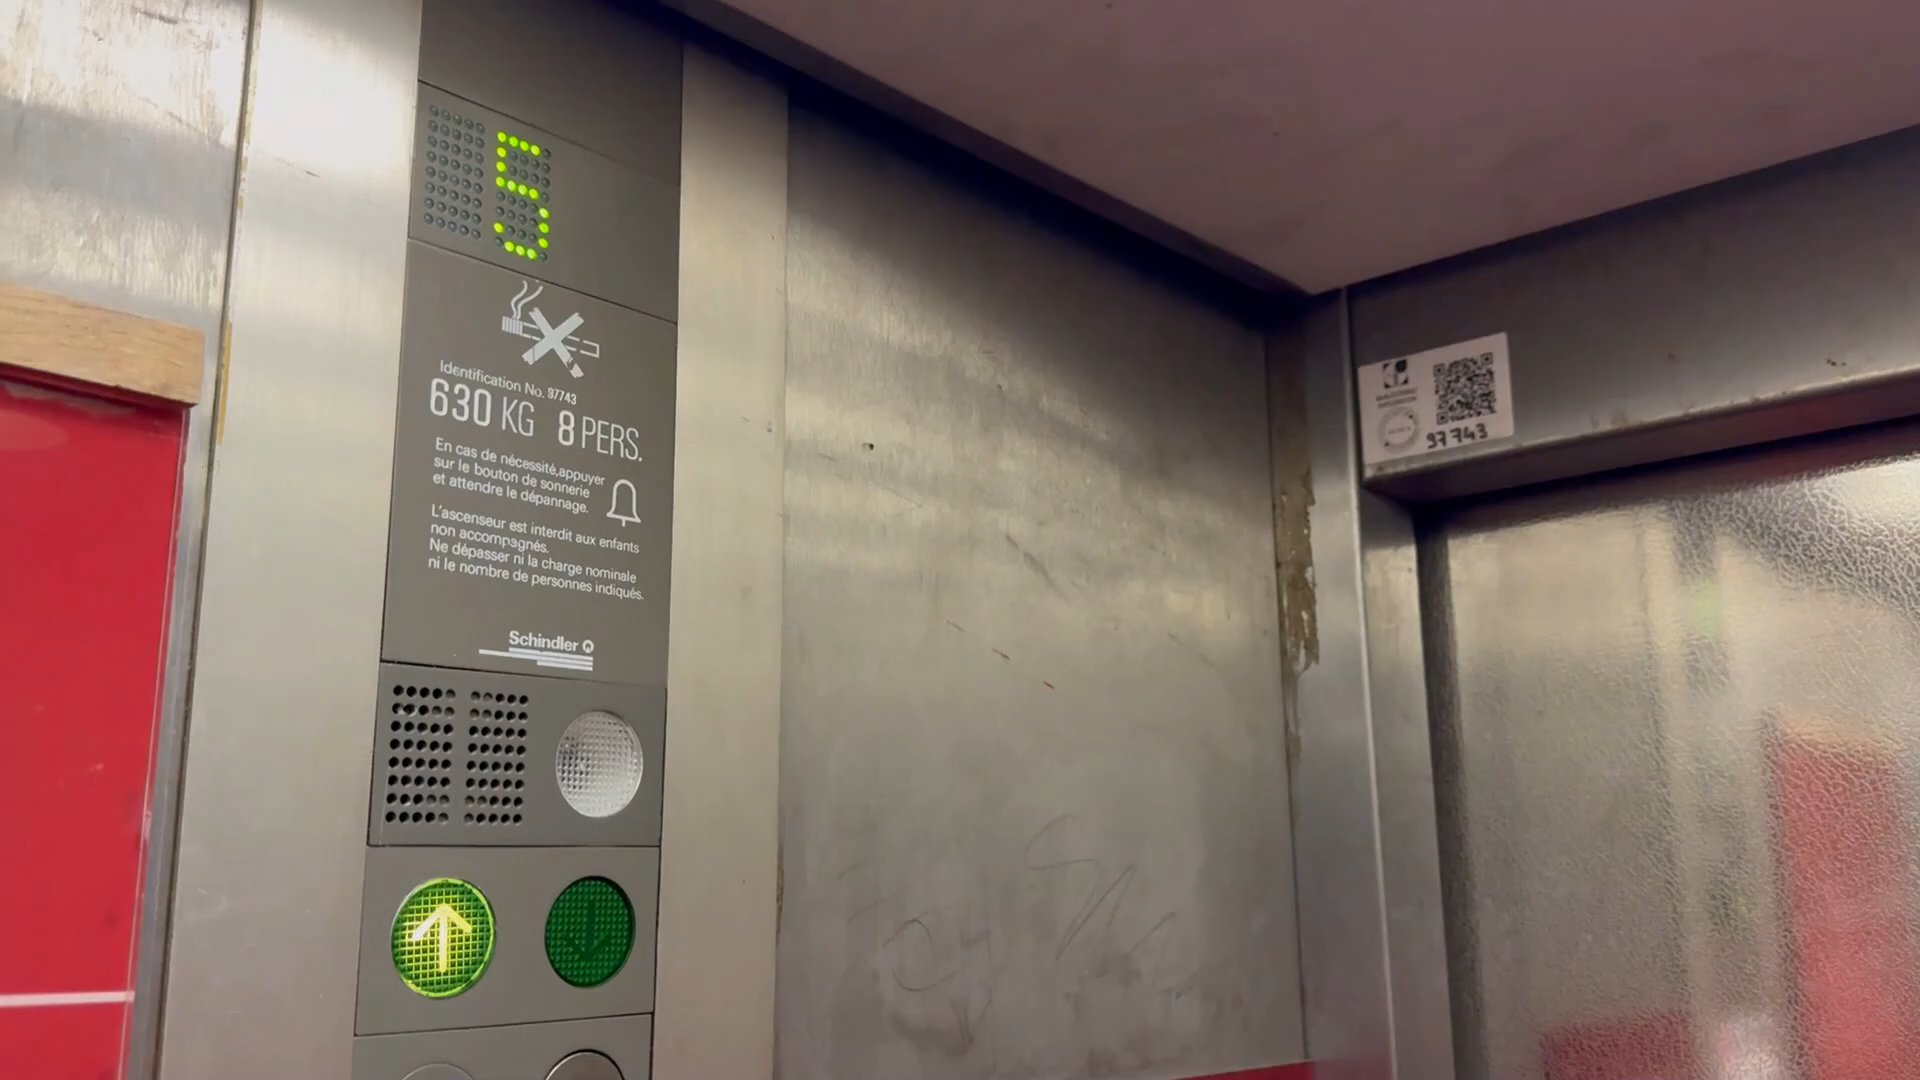 5
Identification No. 97743
630 KG 8 PERS.
En cas de nécessité,appuyer
sur le bouton de sonnerie
et attendre le dépannage.
L'ascenseur est interdit aux enfants
non accompagnés.
Ne dépasser ni la charge nominale
ni le nombre de personnes indiqués.
Schindler
97743